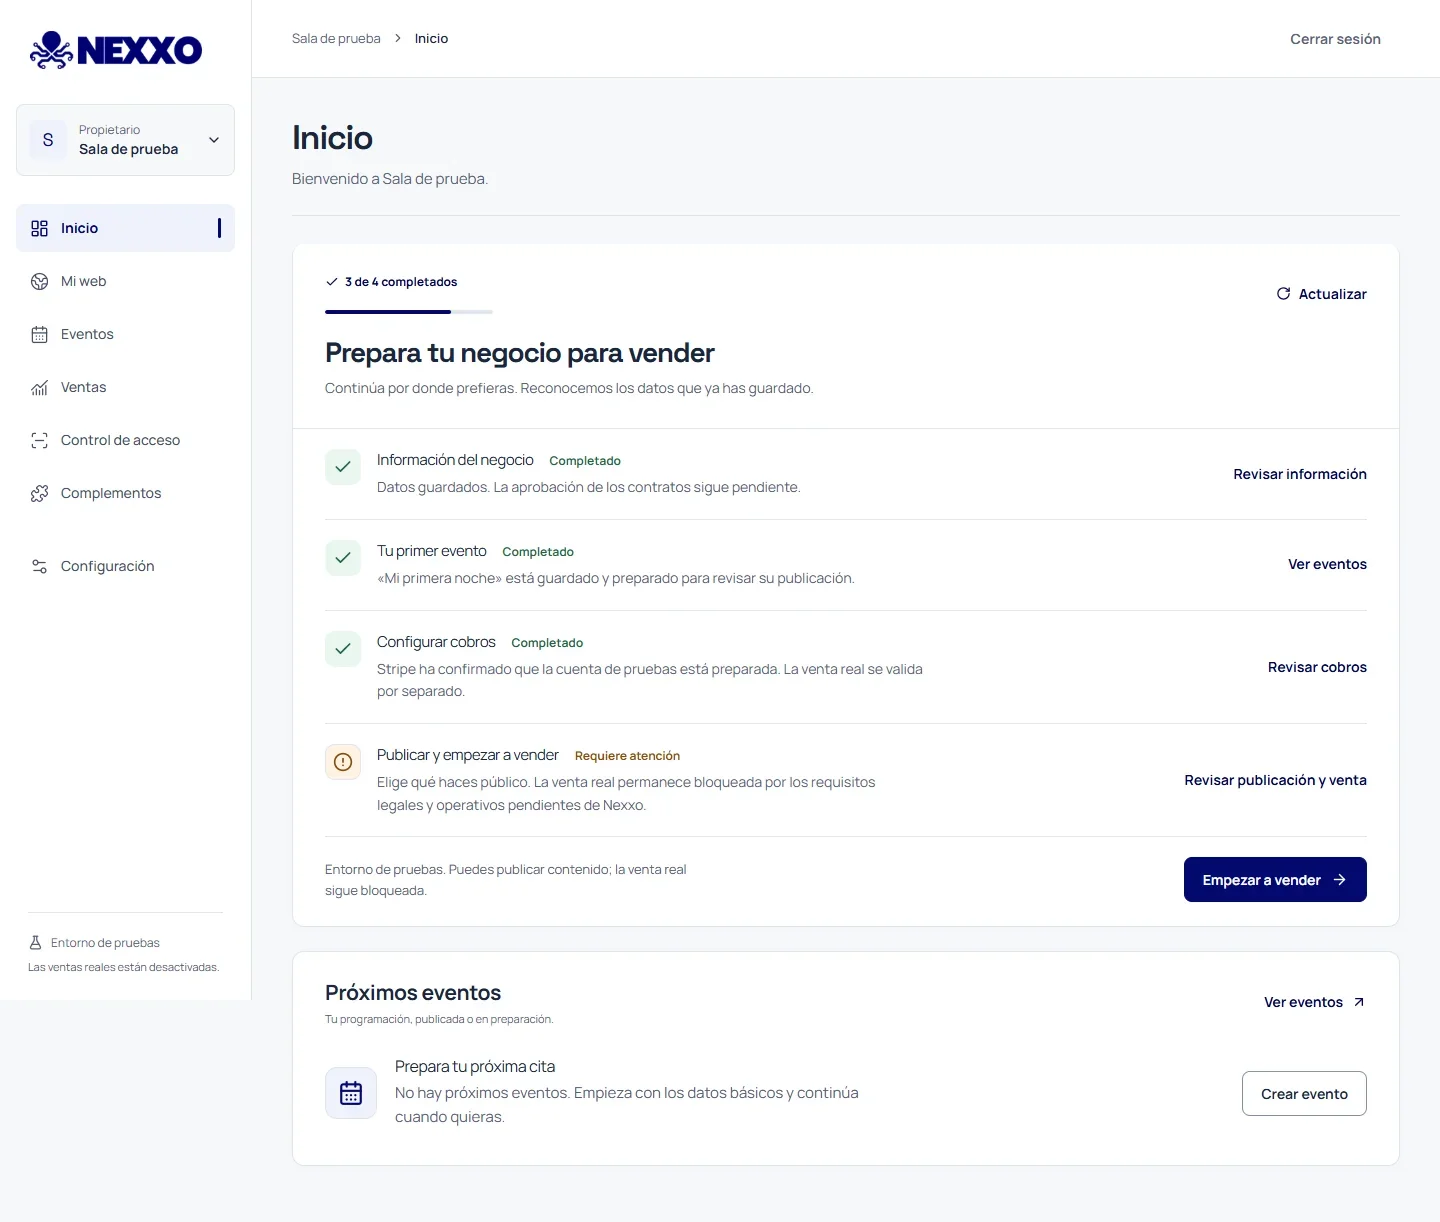 NEXXO
Propietario
S
Sala de prueba
Inicio
Mi web
Eventos
Ventas
Control de acceso
Complementos
Configuración
Entorno de pruebas
Las ventas reales están desactivadas.
Sala de prueba > Inicio
Cerrar sesión
Inicio
Bienvenido a Sala de prueba.
3 de 4 completados
Actualizar
Prepara tu negocio para vender
Continúa por donde prefieras. Reconocemos los datos que ya has guardado.
Información del negocio Completado
Datos guardados. La aprobación de los contratos sigue pendiente.
Revisar información
Tu primer evento Completado
«Mi primera noche» está guardado y preparado para revisar su publicación.
Ver eventos
Configurar cobros Completado
Stripe ha confirmado que la cuenta de pruebas está preparada. La venta real se valida
por separado.
Revisar cobros
Publicar y empezar a vender Requiere atención
Elige qué haces público. La venta real permanece bloqueada por los requisitos
legales y operativos pendientes de Nexxo.
Revisar publicación y venta
Entorno de pruebas. Puedes publicar contenido; la venta real
sigue bloqueada.
Empezar a vender →
Próximos eventos
Tu programación, publicada o en preparación.
Ver eventos
Prepara tu próxima cita
No hay próximos eventos. Empieza con los datos básicos y continúa
cuando quieras.
Crear evento